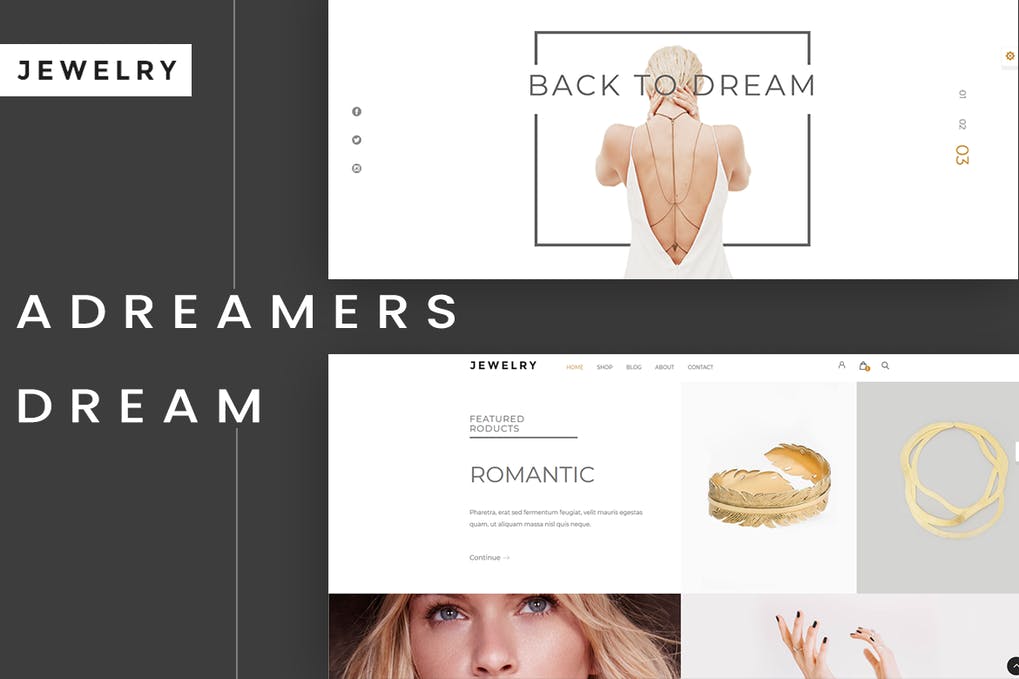 JEWELRY
ADREAMERS
DREAM
BACK TO DREAM
01
02
03
JEWELRY
HOME
SHOP
BLOG
ABOUT
CONTACT
FEATURED
RODUCTS
ROMANTIC
Pharetra, erat sed fermentum feugiat, velit mauris egestas
quam, ut aliquam massa nisl quis neque.
Continue →